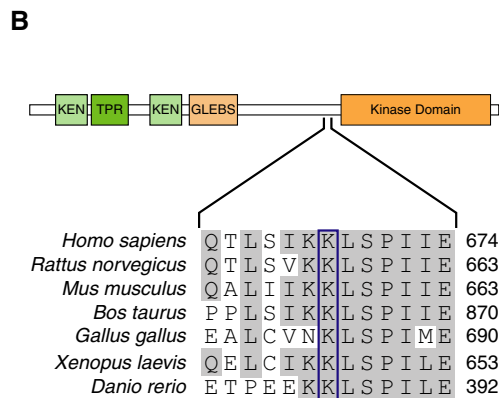 B
KEN TPR KEN GLEBS Kinase Domain
Homo sapiens Q T L S I K K L S P I I E 674
Rattus norvegicus Q T L S V K K L S P I I E 663
Mus musculus Q A L I I K K L S P I I E 663
Bos taurus P P L S I K K L S P I I E 870
Gallus gallus E A L C V N K L S P I M E 690
Xenopus laevis Q E L C I K K L S P I L E 653
Danio rerio E T P E E K K L S P I L E 392